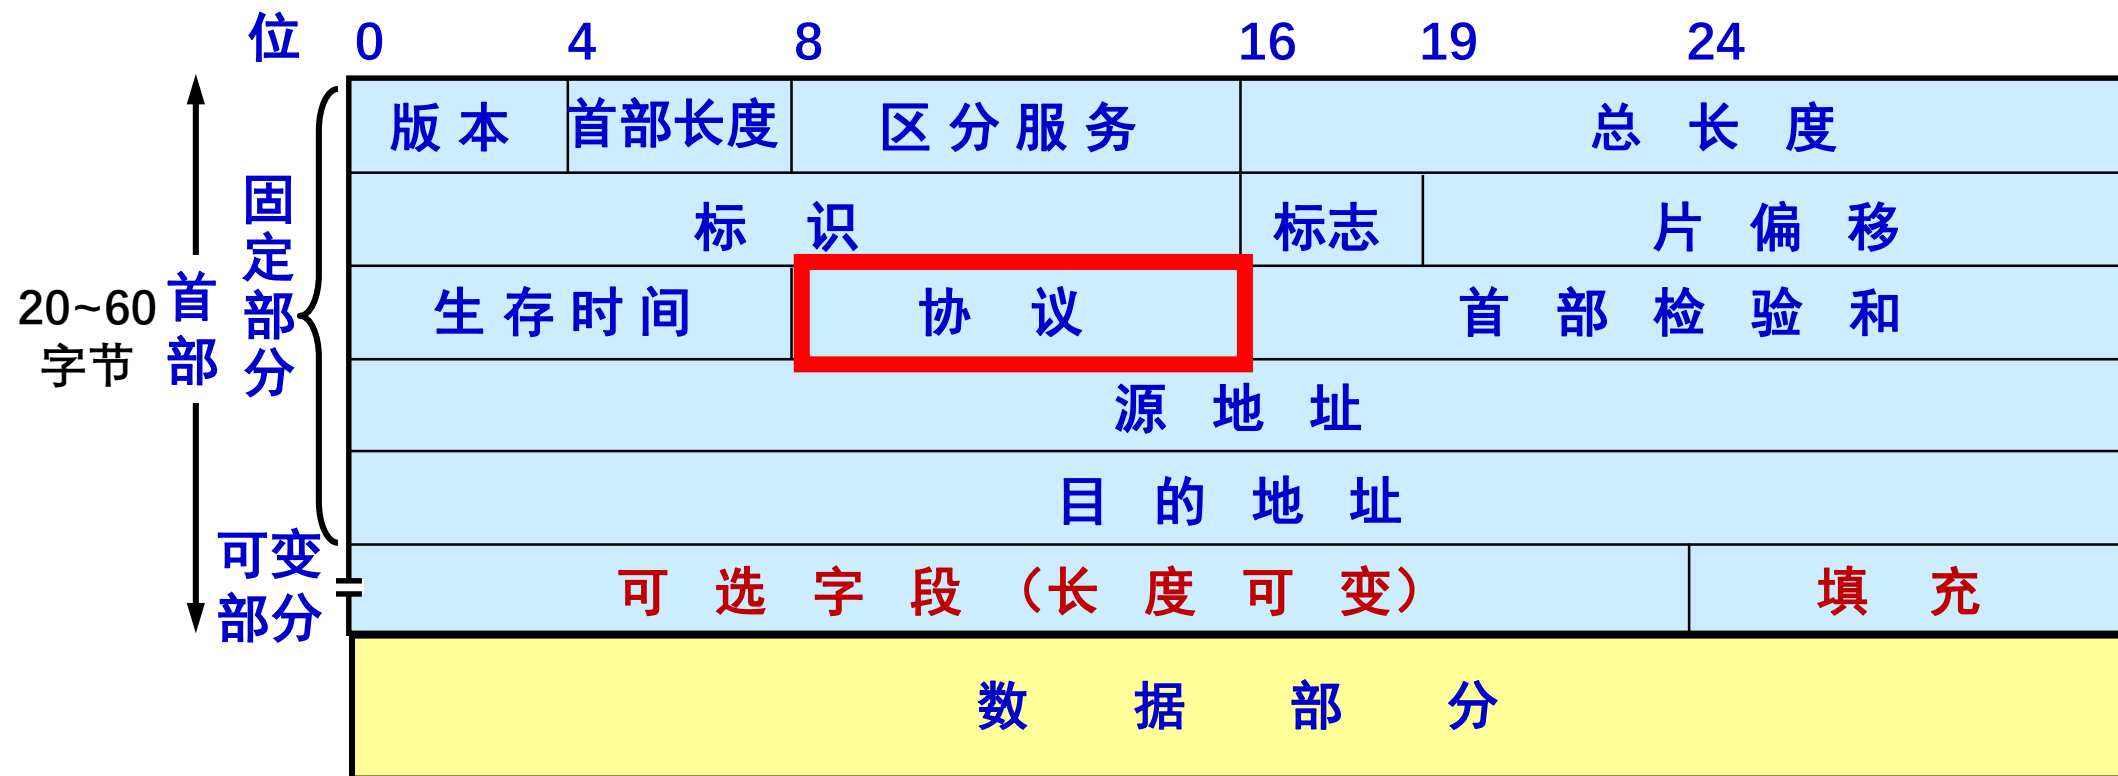 位 0 4 8 16 19 24
版本 首部长度 区分服务 总长度
标识 标志 片偏移
生存时间 协议 首部检验和
源地址
目的地址
可选字段（长度可变） 填充
数据部分
20~60
字节
首
部
固
定
部
分
可变
部分